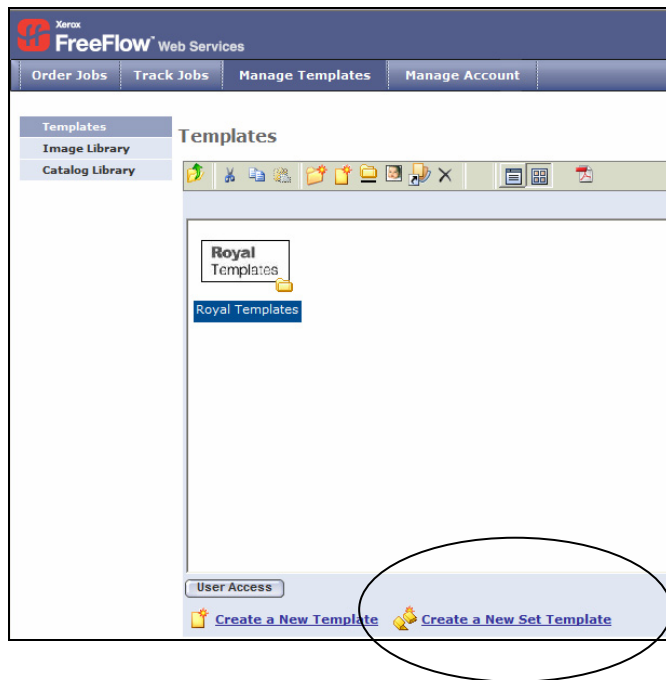 Xerox
FreeFlow™ Web Services
Order Jobs Track Jobs Manage Templates Manage Account
Templates
Image Library
Catalog Library
Templates
Royal
Templates
Royal Templates
User Access
Create a New Template Create a New Set Template